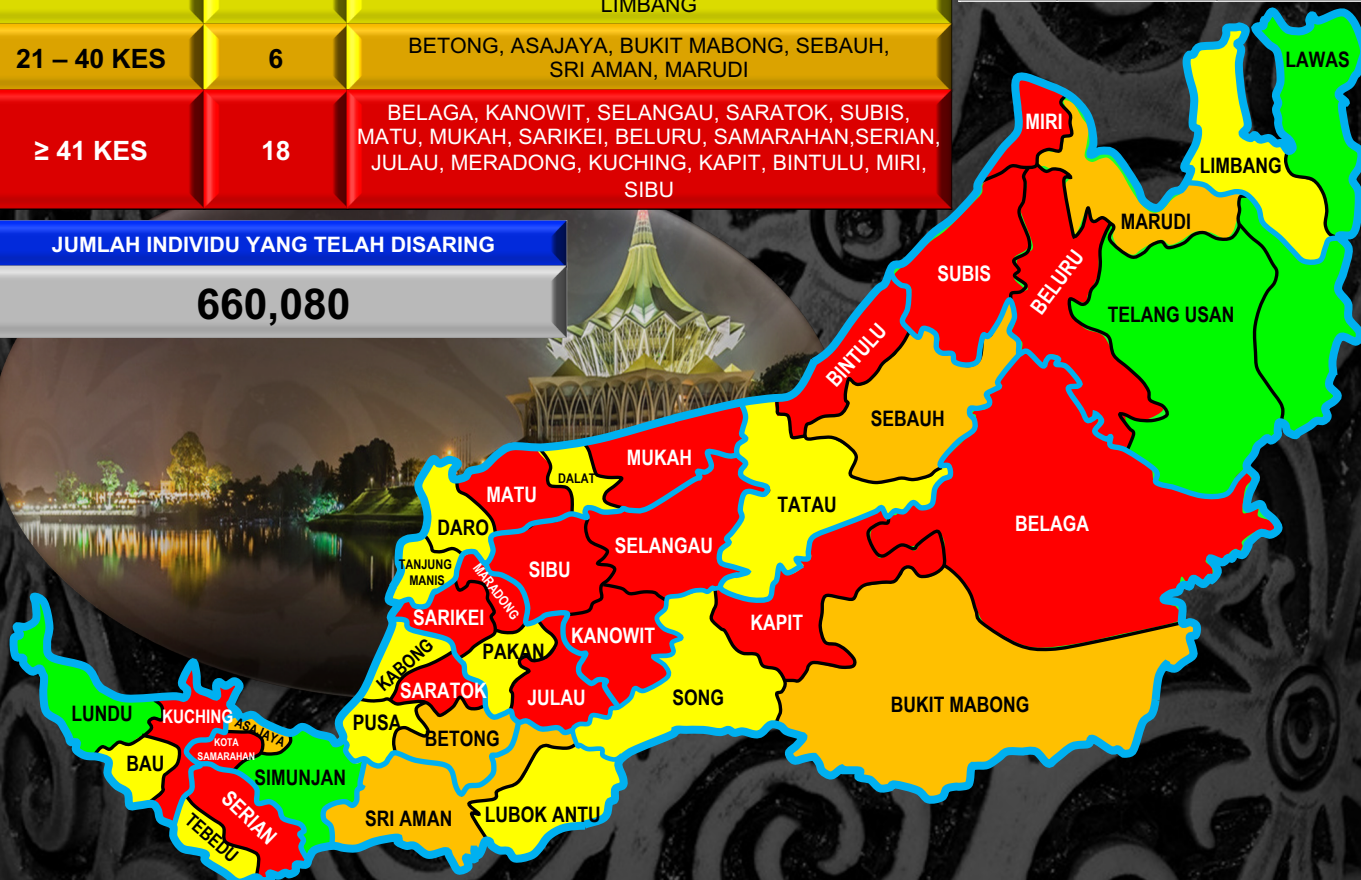 LIMBANG
21 – 40 KES
6
BETONG, ASAJAYA, BUKIT MABONG, SEBAUH,
SRI AMAN, MARUDI
≥ 41 KES
18
BELAGA, KANOWIT, SELANGAU, SARATOK, SUBIS,
MATU, MUKAH, SARIKEI, BELURU, SAMARAHAN,SERIAN,
JULAU, MERADONG, KUCHING, KAPIT, BINTULU, MIRI,
SIBU
JUMLAH INDIVIDU YANG TELAH DISARING
660,080
LAWAS
MIRI
LIMBANG
MARUDI
SUBIS
BELURU
TELANG USAN
BINTULU
SEBAUH
MUKAH
DALAT
MATU
TATAU
DARO
BELAGA
SELANGAU
TANJUNG
MANIS
SIBU
MARADONG
SARIKEI
KAPIT
KANOWIT
PAKAN
KABONG
SARATOK
JULAU
SONG
BUKIT MABONG
LUNDU
KUCHING
PUSA
ASAJAYA
BETONG
KOTA
SAMARAHAN
BAU
SIMUNJAN
SERIAN
SRI AMAN
LUBOK ANTU
TEBEDU